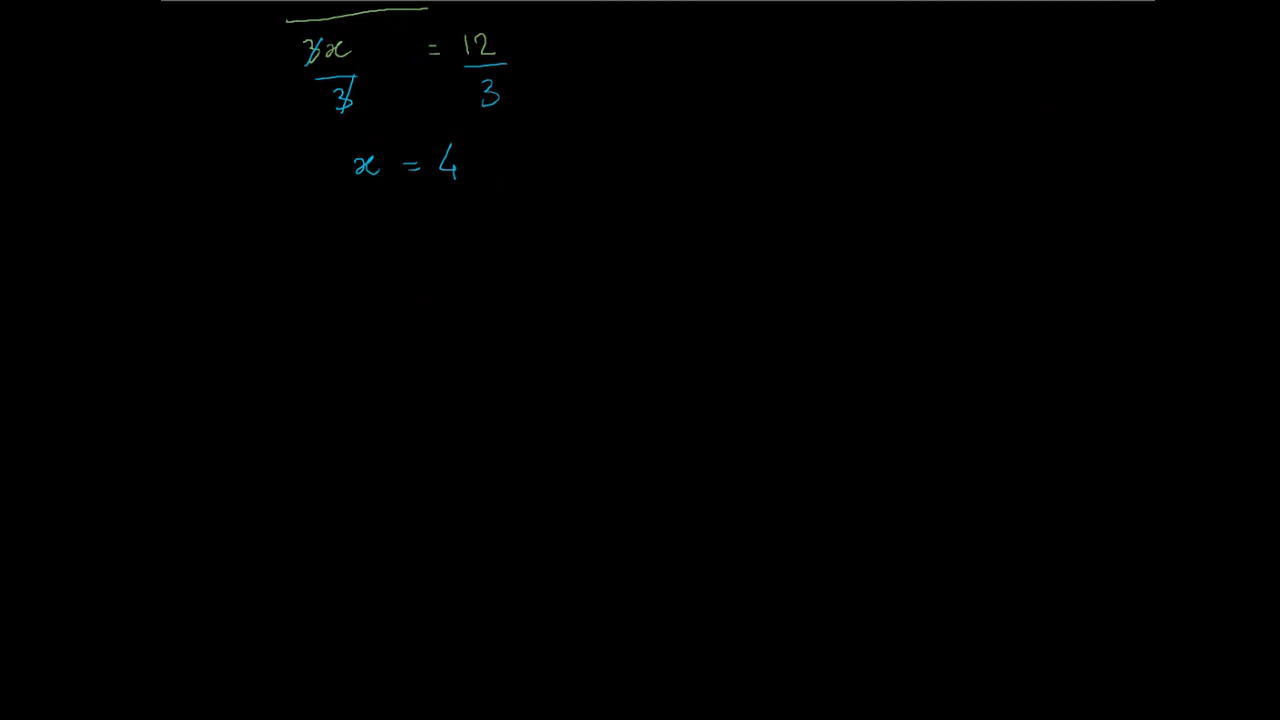 3x = 12
3 3
x = 4